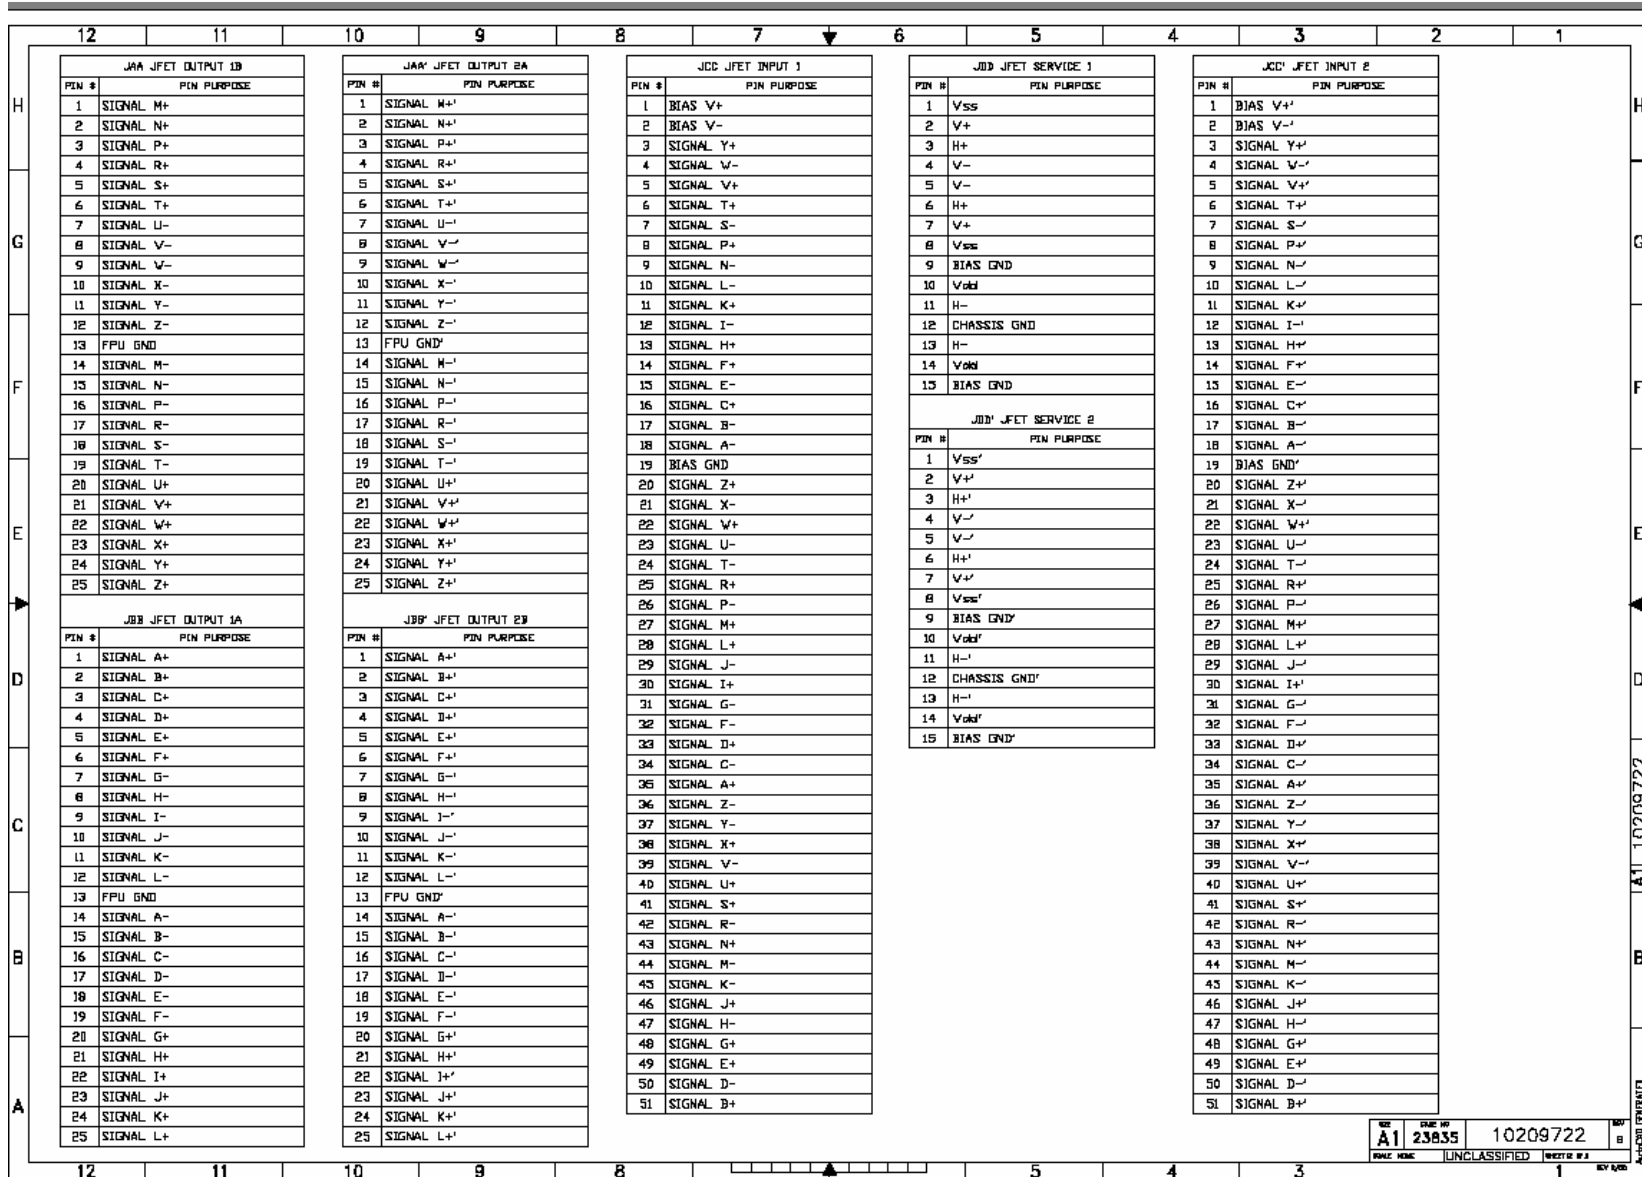 12 11 10 9 8 7 6 5 4 3 2 1
JAA JFET OUTPUT 1B
PIN # PIN PURPOSE
1 SIGNAL M+
2 SIGNAL N+
3 SIGNAL P+
4 SIGNAL R+
5 SIGNAL S+
6 SIGNAL T+
7 SIGNAL U-
8 SIGNAL V-
9 SIGNAL W-
10 SIGNAL X-
11 SIGNAL Y-
12 SIGNAL Z-
13 FPU GND
14 SIGNAL M-
15 SIGNAL N-
16 SIGNAL P-
17 SIGNAL R-
18 SIGNAL S-
19 SIGNAL T-
20 SIGNAL U+
21 SIGNAL V+
22 SIGNAL W+
23 SIGNAL X+
24 SIGNAL Y+
25 SIGNAL Z+
JBB JFET OUTPUT 1A
PIN # PIN PURPOSE
1 SIGNAL A+
2 SIGNAL B+
3 SIGNAL C+
4 SIGNAL D+
5 SIGNAL E+
6 SIGNAL F+
7 SIGNAL G-
8 SIGNAL H-
9 SIGNAL I-
10 SIGNAL J-
11 SIGNAL K-
12 SIGNAL L-
13 FPU GND
14 SIGNAL A-
15 SIGNAL B-
16 SIGNAL C-
17 SIGNAL D-
18 SIGNAL E-
19 SIGNAL F-
20 SIGNAL G+
21 SIGNAL H+
22 SIGNAL I+
23 SIGNAL J+
24 SIGNAL K+
25 SIGNAL L+
JAA' JFET OUTPUT 2A
PIN # PIN PURPOSE
1 SIGNAL M+'
2 SIGNAL N+'
3 SIGNAL P+'
4 SIGNAL R+'
5 SIGNAL S+'
6 SIGNAL T+'
7 SIGNAL U-'
8 SIGNAL V-'
9 SIGNAL W-'
10 SIGNAL X-'
11 SIGNAL Y-'
12 SIGNAL Z-'
13 FPU GND'
14 SIGNAL M-'
15 SIGNAL N-'
16 SIGNAL P-'
17 SIGNAL R-'
18 SIGNAL S-'
19 SIGNAL T-'
20 SIGNAL U+'
21 SIGNAL V+'
22 SIGNAL W+'
23 SIGNAL X+'
24 SIGNAL Y+'
25 SIGNAL Z+'
JBB' JFET OUTPUT 2B
PIN # PIN PURPOSE
1 SIGNAL A+'
2 SIGNAL B+'
3 SIGNAL C+'
4 SIGNAL D+'
5 SIGNAL E+'
6 SIGNAL F+'
7 SIGNAL G-'
8 SIGNAL H-'
9 SIGNAL I-'
10 SIGNAL J-'
11 SIGNAL K-'
12 SIGNAL L-'
13 FPU GND'
14 SIGNAL A-'
15 SIGNAL B-'
16 SIGNAL C-'
17 SIGNAL D-'
18 SIGNAL E-'
19 SIGNAL F-'
20 SIGNAL G+'
21 SIGNAL H+'
22 SIGNAL I+'
23 SIGNAL J+'
24 SIGNAL K+'
25 SIGNAL L+'
JCC JFET INPUT 1
PIN # PIN PURPOSE
1 BIAS V+
2 BIAS V-
3 SIGNAL Y+
4 SIGNAL W-
5 SIGNAL V+
6 SIGNAL T+
7 SIGNAL S-
8 SIGNAL P+
9 SIGNAL N-
10 SIGNAL L-
11 SIGNAL K+
12 SIGNAL I-
13 SIGNAL H+
14 SIGNAL F+
15 SIGNAL E-
16 SIGNAL C+
17 SIGNAL B-
18 SIGNAL A-
19 BIAS GND
20 SIGNAL Z+
21 SIGNAL X-
22 SIGNAL W+
23 SIGNAL U-
24 SIGNAL T-
25 SIGNAL R+
26 SIGNAL P-
27 SIGNAL M+
28 SIGNAL L+
29 SIGNAL J-
30 SIGNAL I+
31 SIGNAL G-
32 SIGNAL F-
33 SIGNAL D+
34 SIGNAL C-
35 SIGNAL A+
36 SIGNAL Z-
37 SIGNAL Y-
38 SIGNAL X+
39 SIGNAL V-
40 SIGNAL U+
41 SIGNAL S+
42 SIGNAL R-
43 SIGNAL N+
44 SIGNAL M-
45 SIGNAL K-
46 SIGNAL J+
47 SIGNAL H-
48 SIGNAL G+
49 SIGNAL E+
50 SIGNAL D-
51 SIGNAL B+
JDD JFET SERVICE 1
PIN # PIN PURPOSE
1 Vss
2 V+
3 H+
4 V-
5 V-
6 H+
7 V+
8 Vss
9 BIAS GND
10 Vdd
11 H-
12 CHASSIS GND
13 H-
14 Vdd
15 BIAS GND
JDD' JFET SERVICE 2
PIN # PIN PURPOSE
1 Vss'
2 V+'
3 H+'
4 V-'
5 V-'
6 H+'
7 V+'
8 Vss'
9 BIAS GND'
10 Vdd'
11 H-'
12 CHASSIS GND'
13 H-'
14 Vdd'
15 BIAS GND'
JCC' JFET INPUT 2
PIN # PIN PURPOSE
1 BIAS V+'
2 BIAS V-'
3 SIGNAL Y+'
4 SIGNAL W-'
5 SIGNAL V+'
6 SIGNAL T+'
7 SIGNAL S-'
8 SIGNAL P+'
9 SIGNAL N-'
10 SIGNAL L-'
11 SIGNAL K+'
12 SIGNAL I-'
13 SIGNAL H+'
14 SIGNAL F+'
15 SIGNAL E-'
16 SIGNAL C+'
17 SIGNAL B-'
18 SIGNAL A-'
19 BIAS GND'
20 SIGNAL Z+'
21 SIGNAL X-'
22 SIGNAL W+'
23 SIGNAL U-'
24 SIGNAL T-'
25 SIGNAL R+'
26 SIGNAL P-'
27 SIGNAL M+'
28 SIGNAL L+'
29 SIGNAL J-'
30 SIGNAL I+'
31 SIGNAL G-'
32 SIGNAL F-'
33 SIGNAL D+'
34 SIGNAL C-'
35 SIGNAL A+'
36 SIGNAL Z-'
37 SIGNAL Y-'
38 SIGNAL X+'
39 SIGNAL V-'
40 SIGNAL U+'
41 SIGNAL S+'
42 SIGNAL R-'
43 SIGNAL N+'
44 SIGNAL M-'
45 SIGNAL K-'
46 SIGNAL J+'
47 SIGNAL H-'
48 SIGNAL G+'
49 SIGNAL E+'
50 SIGNAL D-'
51 SIGNAL B+'
H
G
F
E
D
C
B
A
H
G
F
E
D
10209722
A1
B
SIZE CAGE NO REV
A1 23835 10209722 B
SCALE NONE UNCLASSIFIED
12 11 10 9 8 5 4 3 2 1